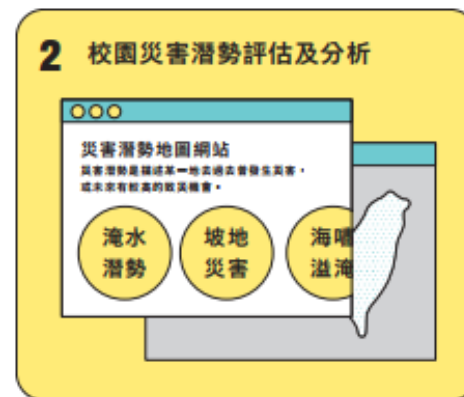 2 校園災害潛勢評估及分析
災害潛勢地圖網站
災害潛勢是描述某一地去過去曾發生災害，
或未來有較高的致災機會。
淹水
潛勢
坡地
災害
海嘯
溢淹